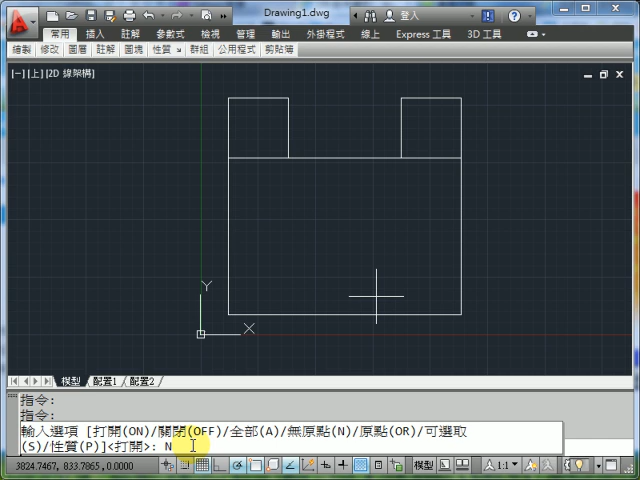 Drawing1.dwg
登入
常用 插入 註解 參數式 檢視 管理 輸出 外掛程式 線上 Express 工具 3D 工具
繪製 修改 圖層 註解 圖塊 性質 群組 公用程式 剪貼簿
[−][上][2D 線架構]
Y
X
模型 配置1 配置2
指令:
指令:
輸入選項 [打開(ON)/關閉(OFF)/全部(A)/無原點(N)/原點(OR)/可選取
(S)/性質(P)]<打開>: N
3824.7467, 833.7865, 0.0000
模型
1:1